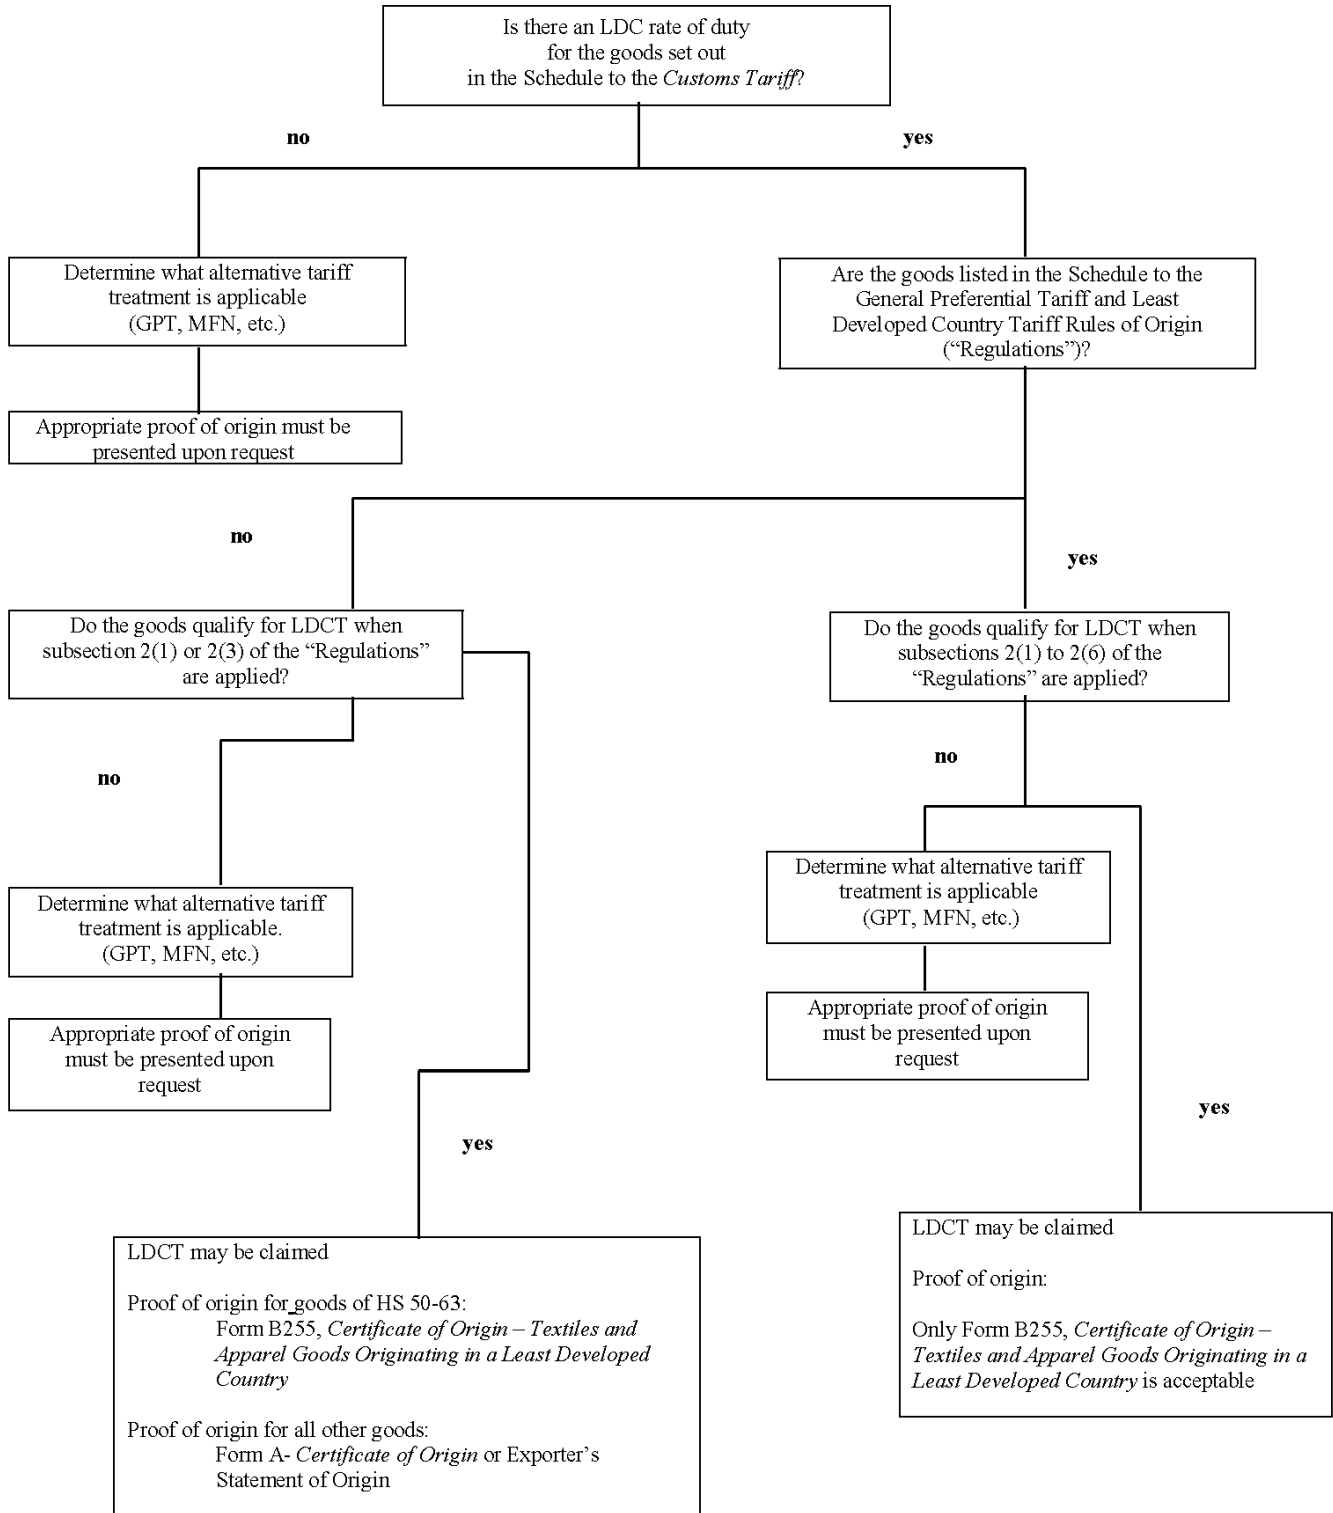 Is there an LDC rate of duty
for the goods set out
in the Schedule to the Customs Tariff?
no
yes
Determine what alternative tariff
treatment is applicable
(GPT, MFN, etc.)
Are the goods listed in the Schedule to the
General Preferential Tariff and Least
Developed Country Tariff Rules of Origin
(“Regulations”)?
Appropriate proof of origin must be
presented upon request
no
yes
Do the goods qualify for LDCT when
subsection 2(1) or 2(3) of the “Regulations”
are applied?
Do the goods qualify for LDCT when
subsections 2(1) to 2(6) of the
“Regulations” are applied?
no
no
Determine what alternative tariff
treatment is applicable
(GPT, MFN, etc.)
Determine what alternative tariff
treatment is applicable.
(GPT, MFN, etc.)
Appropriate proof of origin
must be presented upon
request
Appropriate proof of origin
must be presented upon
request
yes
yes
LDCT may be claimed
Proof of origin:
Only Form B255, Certificate of Origin –
Textiles and Apparel Goods Originating in a
Least Developed Country is acceptable
LDCT may be claimed
Proof of origin for goods of HS 50-63:
Form B255, Certificate of Origin – Textiles and
Apparel Goods Originating in a Least Developed
Country
Proof of origin for all other goods:
Form A- Certificate of Origin or Exporter’s
Statement of Origin